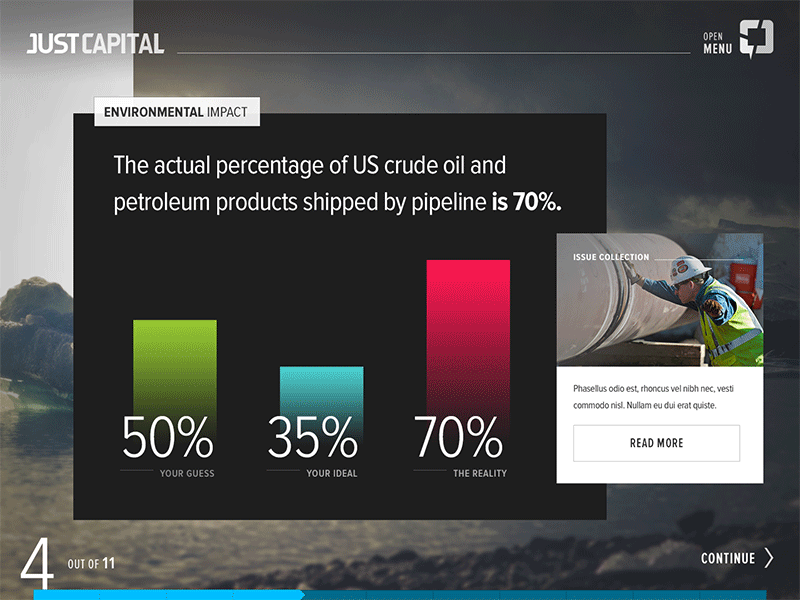 JUSTCAPITAL
OPEN
MENU
ENVIRONMENTAL IMPACT
The actual percentage of US crude oil and
petroleum products shipped by pipeline is 70%.
ISSUE COLLECTION
Phasellus odio est, rhoncus vel nibh nec, vesti
commodo nisl. Nullam eu dui erat quiste.
READ MORE
50%
YOUR GUESS
35%
YOUR IDEAL
70%
THE REALITY
4 OUT OF 11
CONTINUE